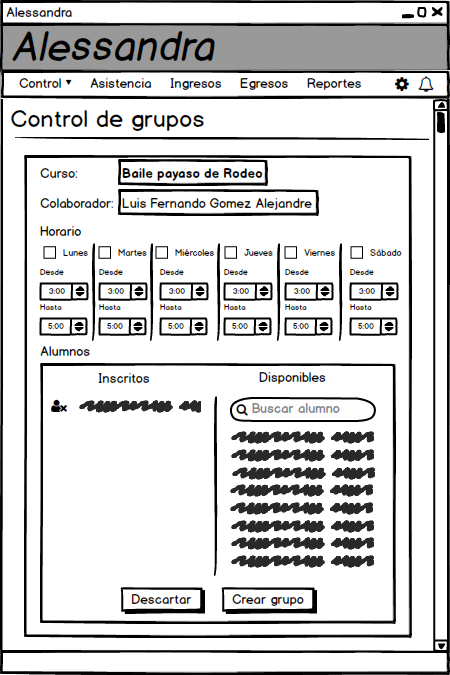 Alessandra
Alessandra
Control Asistencia Ingresos Egresos Reportes
Control de grupos
Curso: Baile payaso de Rodeo
Colaborador: Luis Fernando Gomez Alejandre
Horario
Lunes Martes Miércoles Jueves Viernes Sábado
Desde Desde Desde Desde Desde Desde
3:00 3:00 3:00 3:00 3:00 3:00
Hasta Hasta Hasta Hasta Hasta Hasta
5:00 5:00 5:00 5:00 5:00 5:00
Alumnos
Inscritos Disponibles
Buscar alumno
Descartar Crear grupo